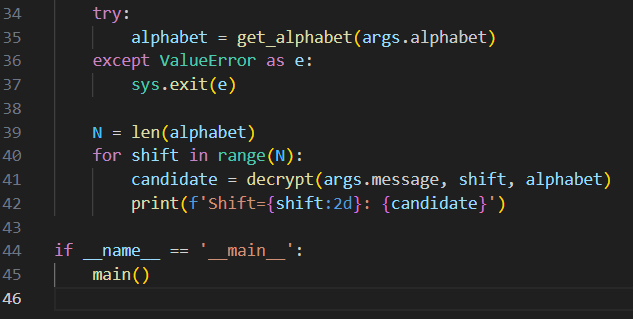 34 try:
35 alphabet = get_alphabet(args.alphabet)
36 except ValueError as e:
37 sys.exit(e)
38
39 N = len(alphabet)
40 for shift in range(N):
41 candidate = decrypt(args.message, shift, alphabet)
42 print(f'Shift={shift:2d}: {candidate}')
43
44 if __name__ == '__main__':
45 main()
46